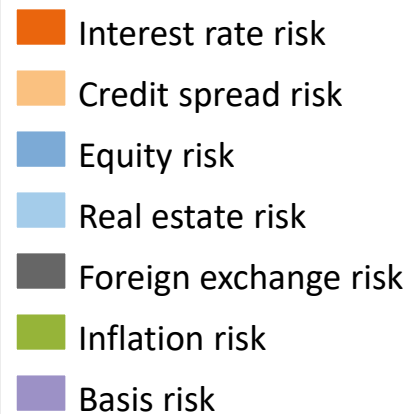 Interest rate risk
Credit spread risk
Equity risk
Real estate risk
Foreign exchange risk
Inflation risk
Basis risk